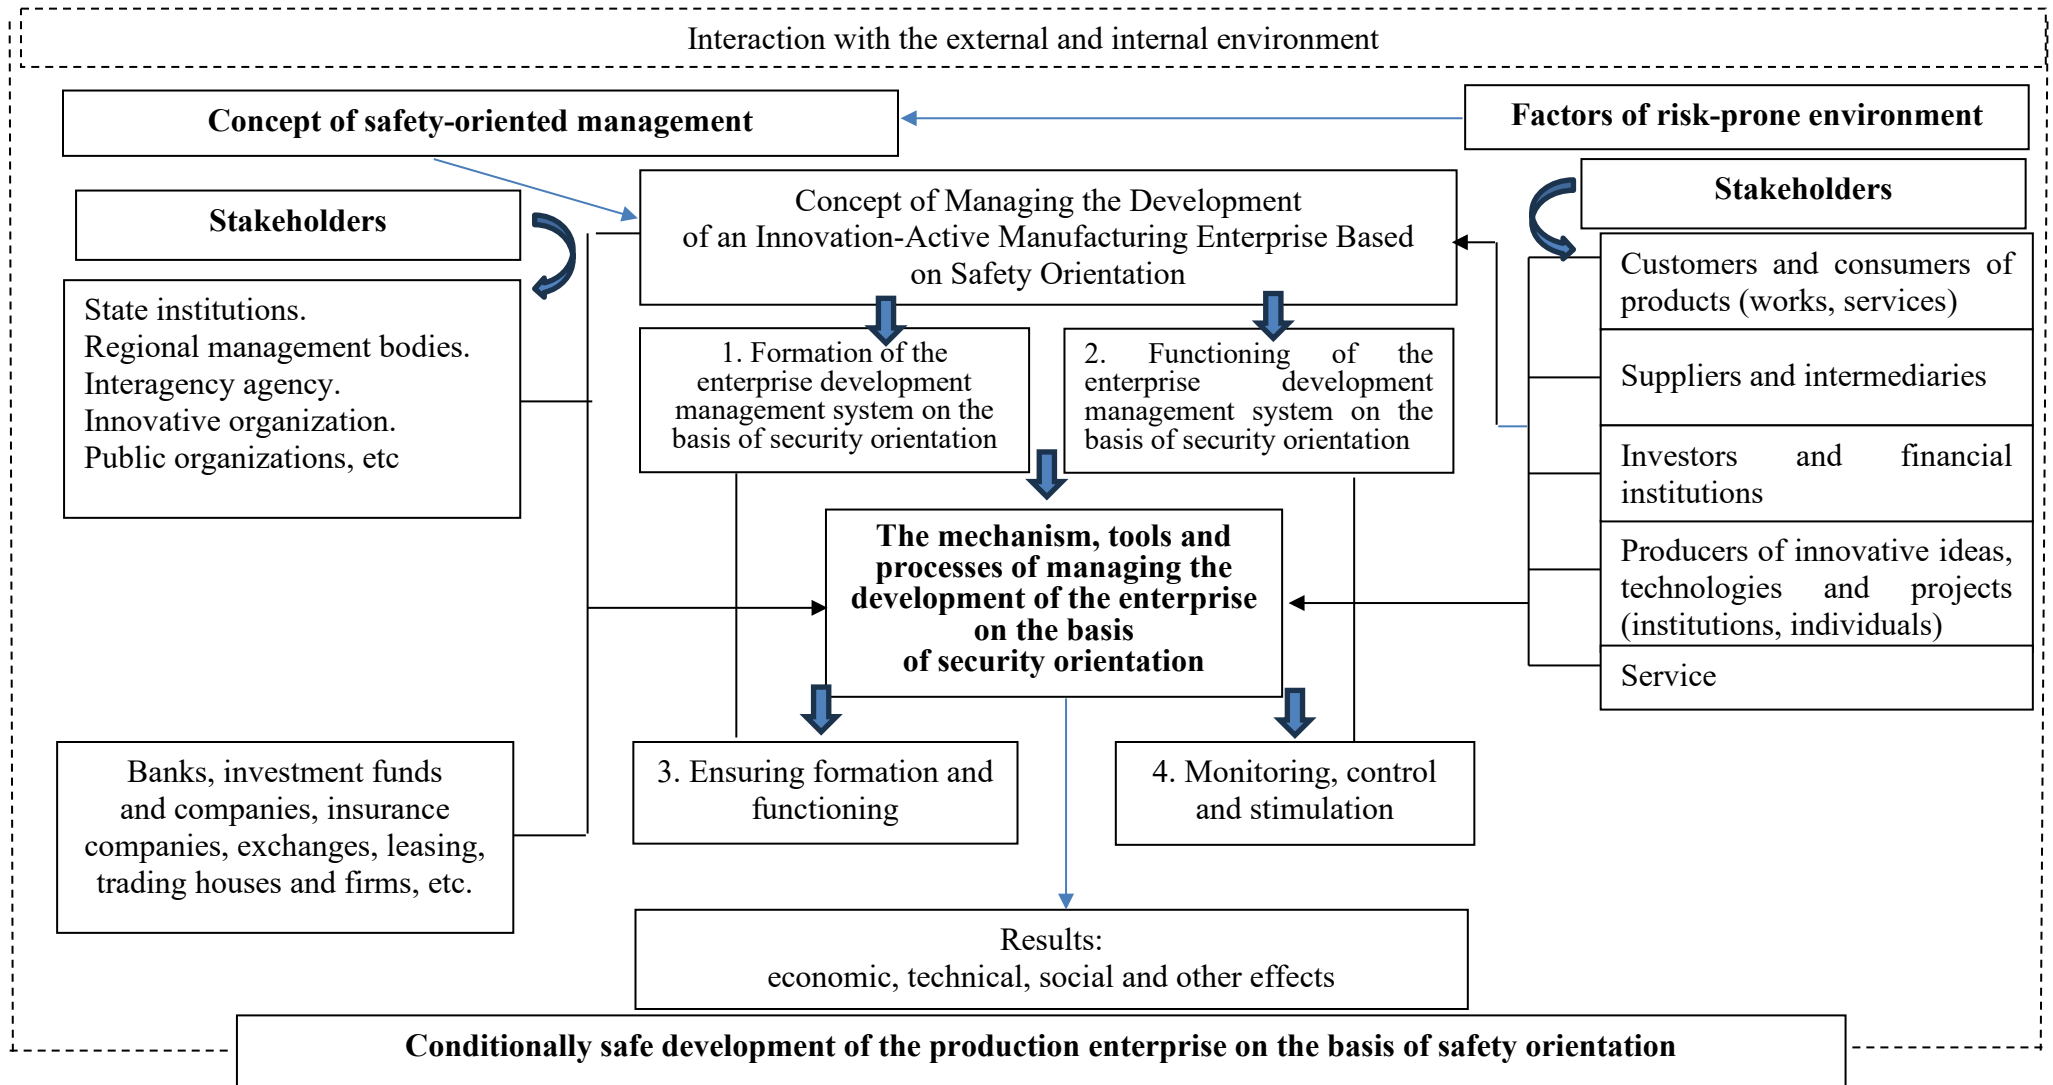 Interaction with the external and internal environment
Concept of safety-oriented management
Factors of risk-prone environment
Stakeholders
State institutions.
Regional management bodies.
Interagency agency.
Innovative organization.
Public organizations, etc
Concept of Managing the Development
of an Innovation-Active Manufacturing Enterprise Based
on Safety Orientation
Stakeholders
Customers and consumers of
products (works, services)
Suppliers and intermediaries
Investors and financial
institutions
Producers of innovative ideas,
technologies and projects
(institutions, individuals)
Service
1. Formation of the
enterprise development
management system on the
basis of security orientation
2. Functioning of the
enterprise development
management system on the
basis of security orientation
The mechanism, tools and
processes of managing the
development of the enterprise
on the basis
of security orientation
Banks, investment funds
and companies, insurance
companies, exchanges, leasing,
trading houses and firms, etc.
3. Ensuring formation and
functioning
4. Monitoring, control
and stimulation
Results:
economic, technical, social and other effects
Conditionally safe development of the production enterprise on the basis of safety orientation